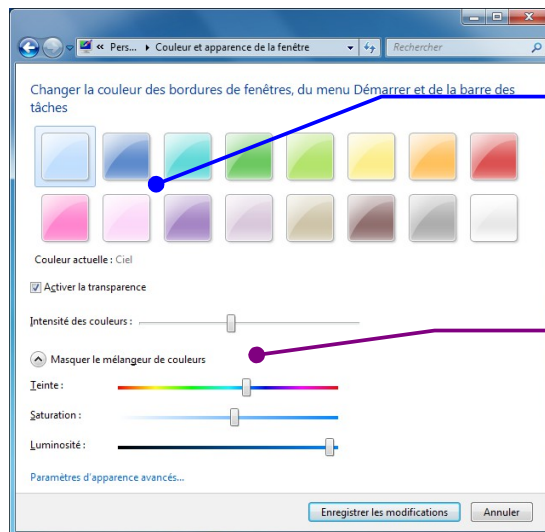 « Pers... ▸ Couleur et apparence de la fenêtre
Rechercher
Changer la couleur des bordures de fenêtres, du menu Démarrer et de la barre des
tâches
Couleur actuelle : Ciel
Activer la transparence
Intensité des couleurs :
Masquer le mélangeur de couleurs
Teinte :
Saturation :
Luminosité :
Paramètres d'apparence avancés...
Enregistrer les modifications
Annuler